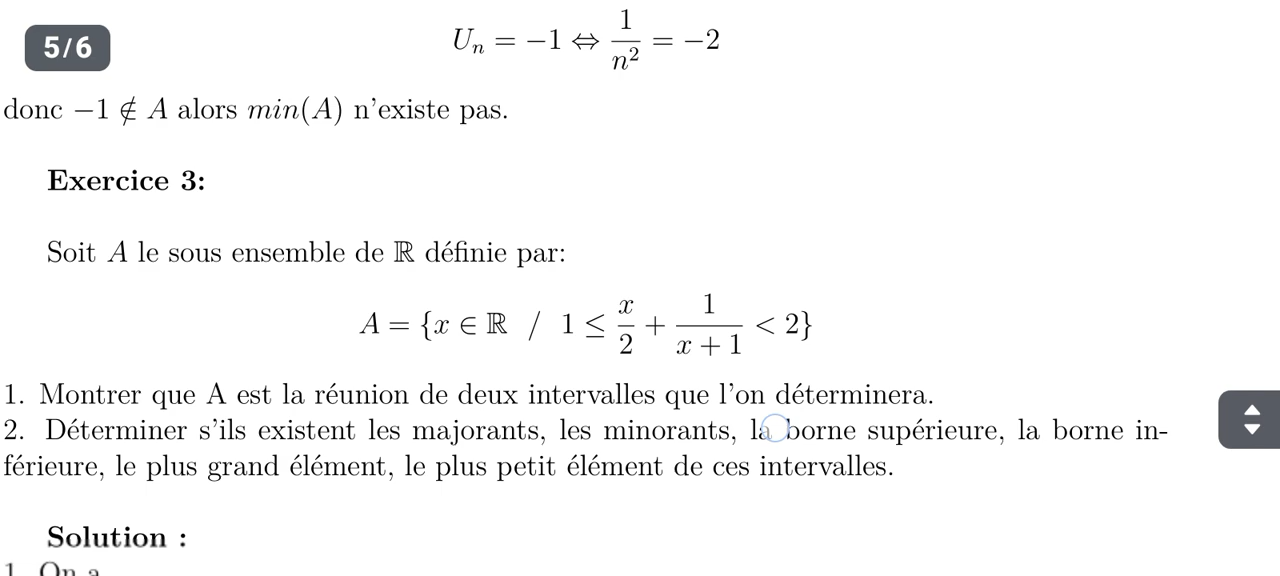 5/6
U_n = −1 ⇔ 1/n² = −2
donc −1 ∉ A alors min(A) n'existe pas.
Exercice 3:
Soit A le sous ensemble de ℝ définie par:
A = {x ∈ ℝ / 1 ≤ x/2 + 1/(x + 1) < 2}
1. Montrer que A est la réunion de deux intervalles que l'on déterminera.
2. Déterminer s'ils existent les majorants, les minorants, la borne supérieure, la borne in-
férieure, le plus grand élément, le plus petit élément de ces intervalles.
Solution :
1. On a